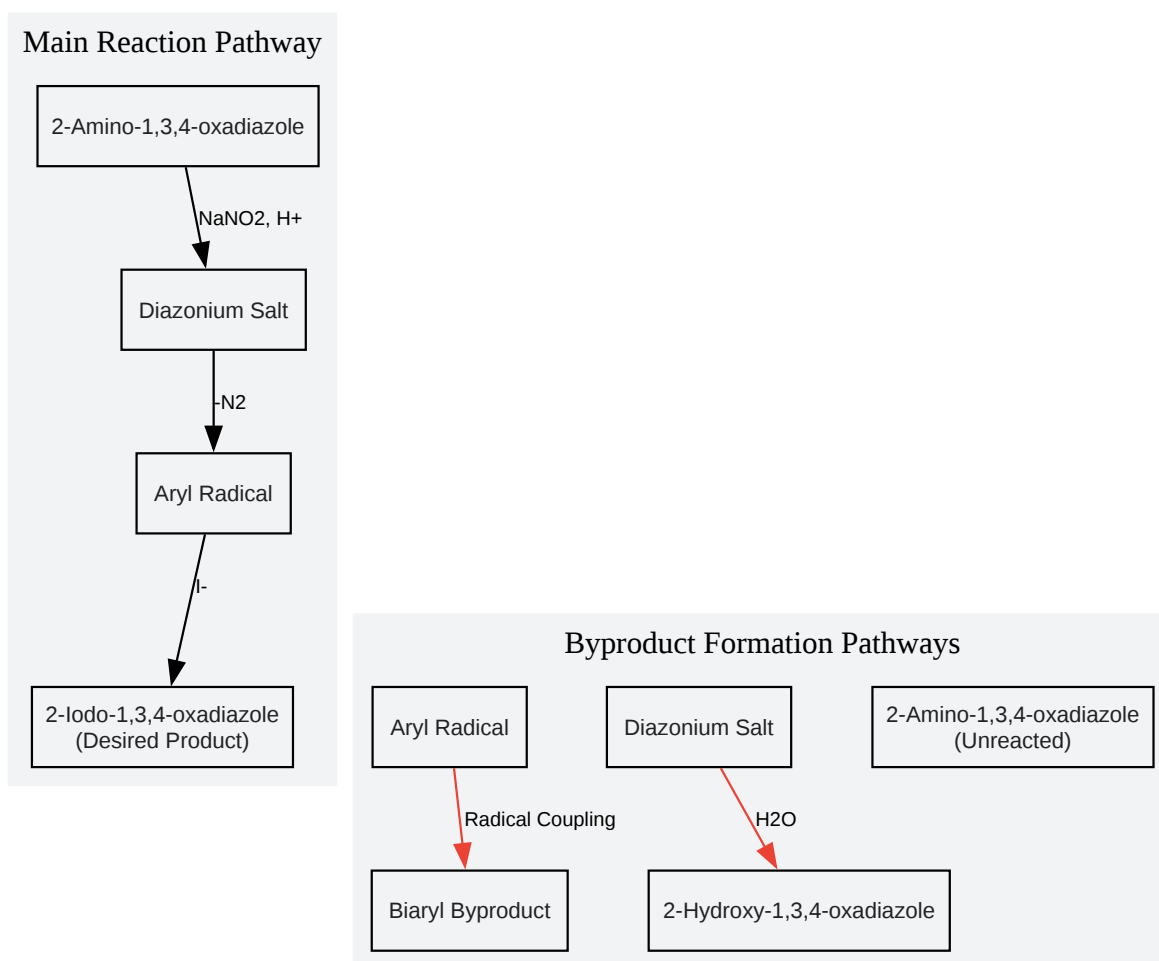 Main Reaction Pathway
2-Amino-1,3,4-oxadiazole
NaNO2, H+
Diazonium Salt
-N2
Aryl Radical
I-
2-Iodo-1,3,4-oxadiazole
(Desired Product)
Byproduct Formation Pathways
Aryl Radical
Diazonium Salt
2-Amino-1,3,4-oxadiazole
(Unreacted)
Radical Coupling
H2O
Biaryl Byproduct
2-Hydroxy-1,3,4-oxadiazole